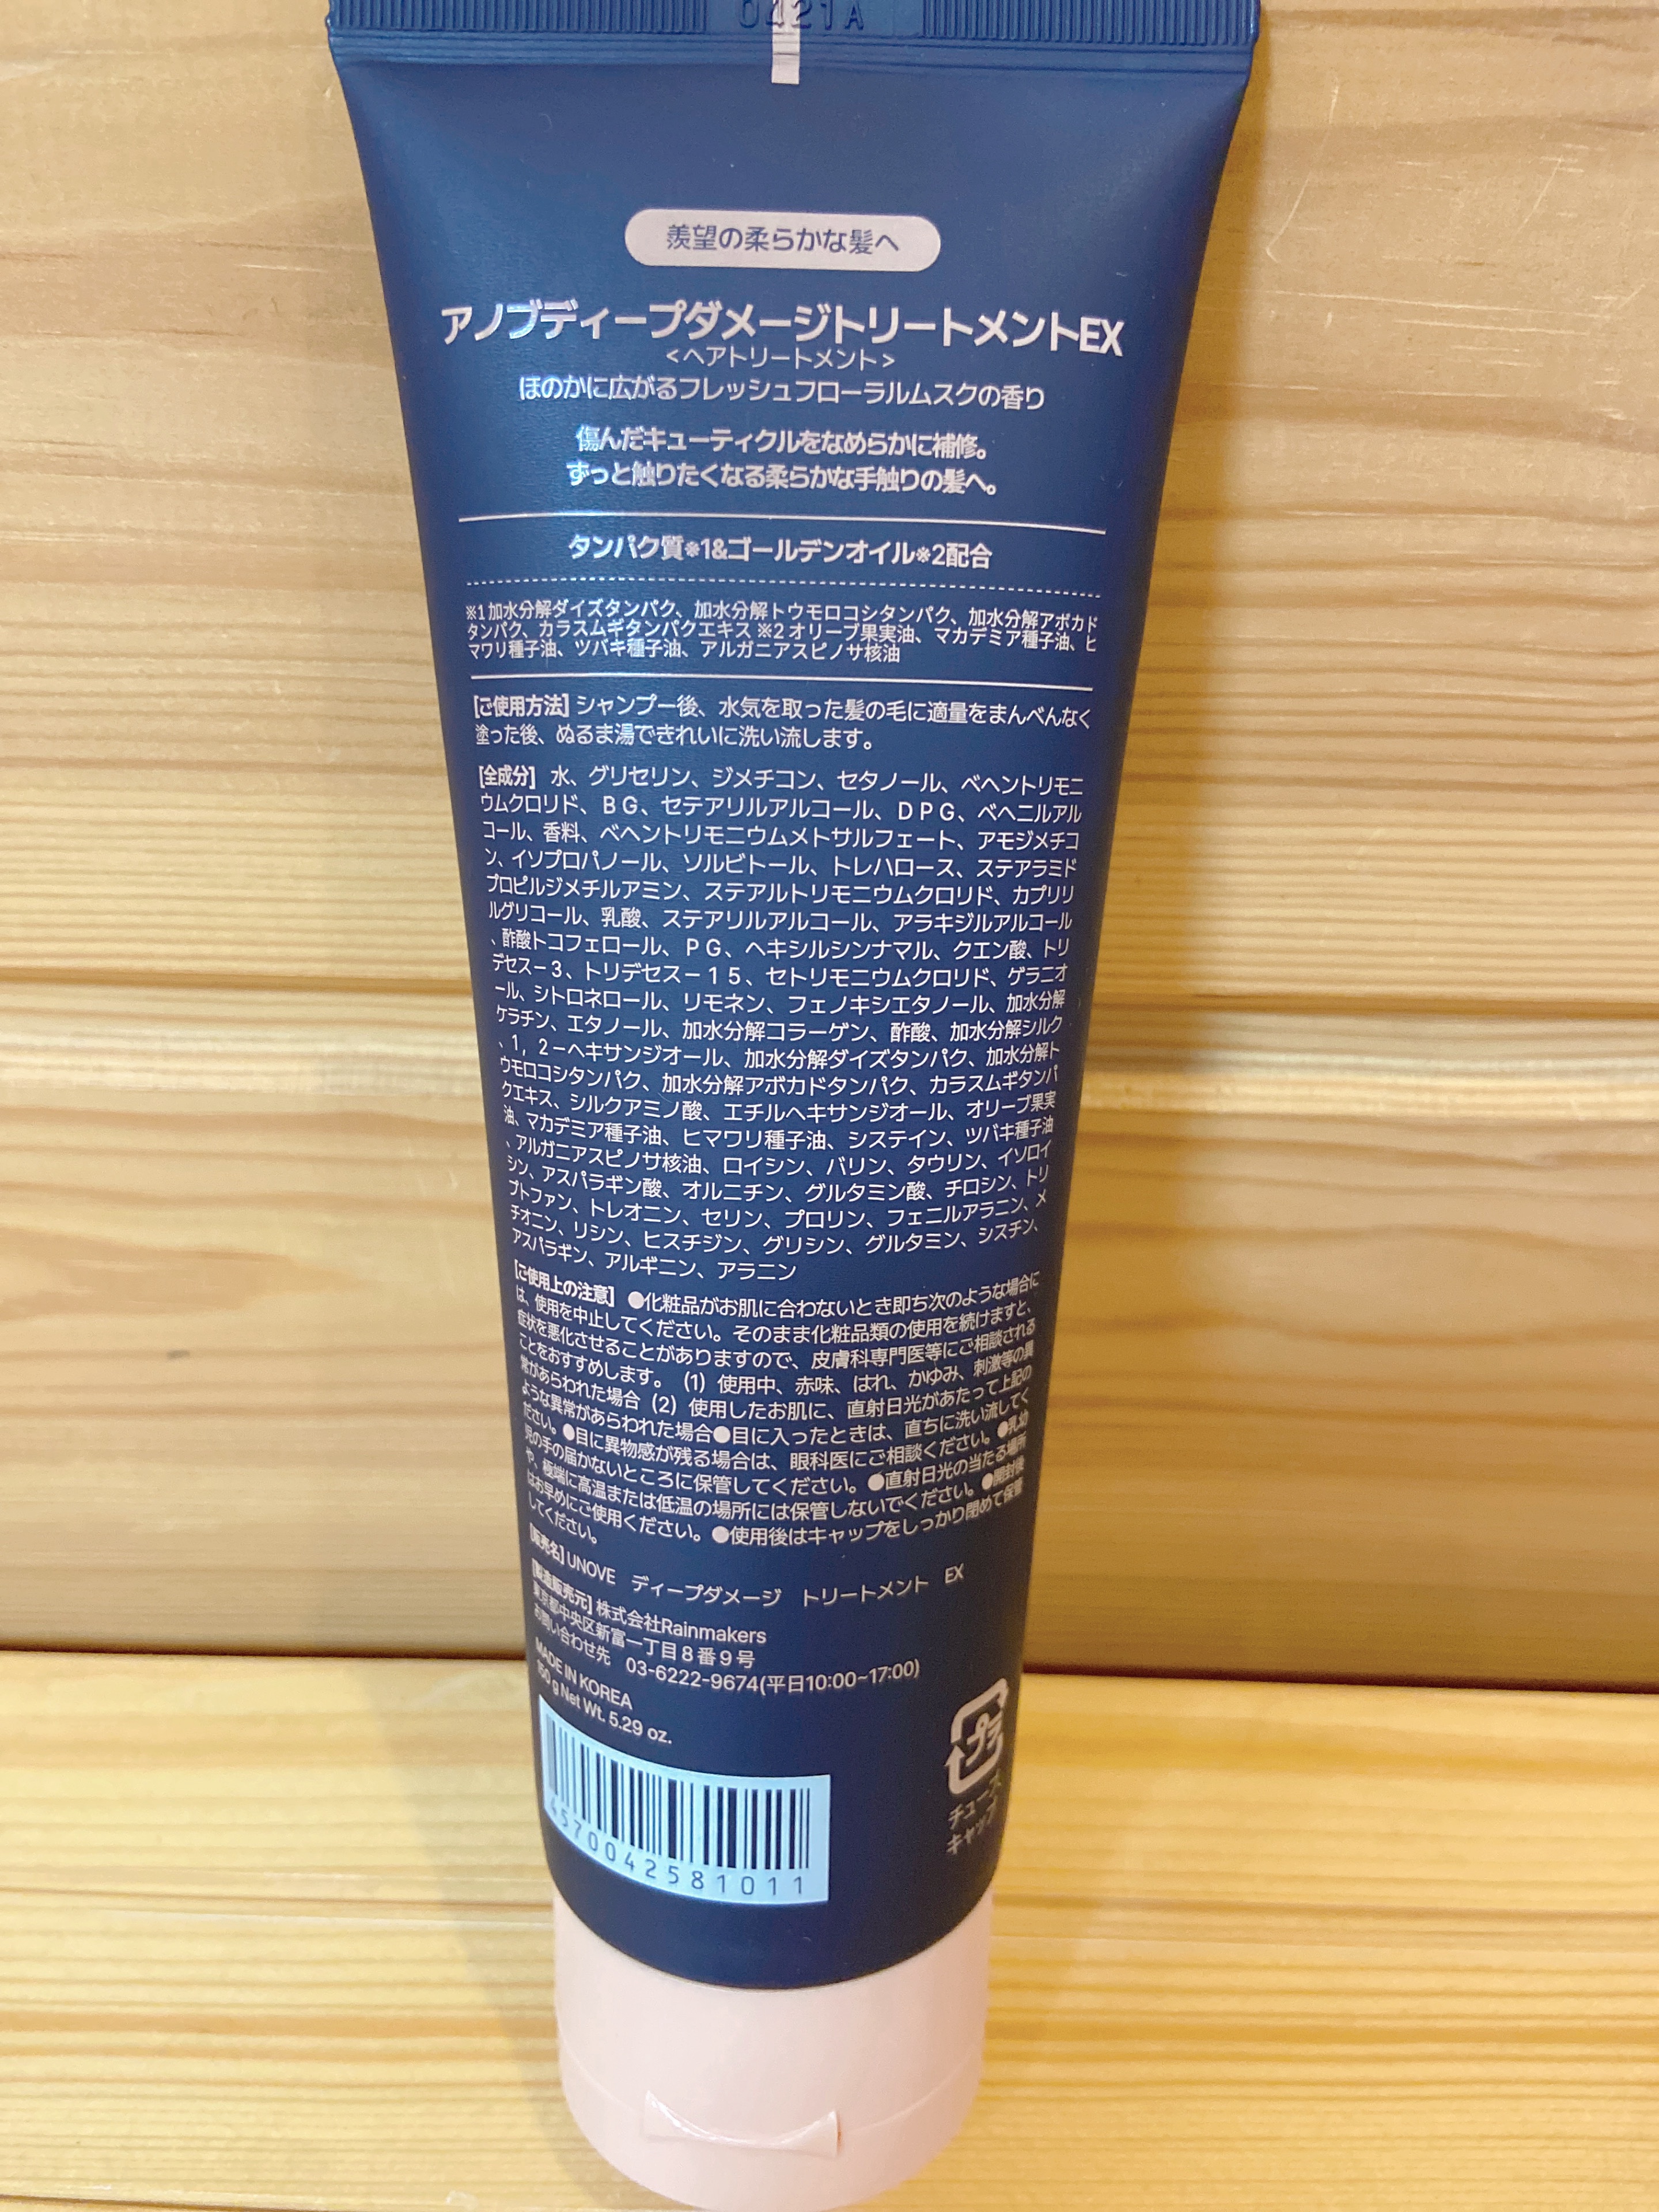 0421A
羨望の柔らかな髪へ
アノブディープダメージトリートメントEX
<ヘアトリートメント>
ほのかに広がるフレッシュフローラルムスクの香り
傷んだキューティクルをなめらかに補修。
ずっと触りたくなる柔らかな手触りの髪へ。
タンパク質※1&ゴールデンオイル※2配合
※1 加水分解ダイズタンパク、加水分解トウモロコシタンパク、加水分解アボカド
タンパク、カラスムギタンパクエキス ※2 オリーブ果実油、マカデミア種子油、ヒ
マワリ種子油、ツバキ種子油、アルガニアスピノサ核油
[ご使用方法] シャンプー後、水気を取った髪の毛に適量をまんべんなく
塗った後、ぬるま湯できれいに洗い流します。
[全成分] 水、グリセリン、ジメチコン、セタノール、ベヘントリモニ
ウムクロリド、BG、セテアリルアルコール、DPG、ベヘニルアル
コール、香料、ベヘントリモニウムメトサルフェート、アモジメチコ
ン、イソプロパノール、ソルビトール、トレハロース、ステアラミド
プロピルジメチルアミン、ステアルトリモニウムクロリド、カプリリ
ルグリコール、乳酸、ステアリルアルコール、アラキジルアルコール
、酢酸トコフェロール、PG、ヘキシルシンナマル、クエン酸、トリ
デセス－3、トリデセス－15、セトリモニウムクロリド、ゲラニオ
ール、シトロネロール、リモネン、フェノキシエタノール、加水分解
ケラチン、エタノール、加水分解コラーゲン、酢酸、加水分解シルク
、1,2－ヘキサンジオール、加水分解ダイズタンパク、加水分解ト
ウモロコシタンパク、加水分解アボカドタンパク、カラスムギタンパ
クエキス、シルクアミノ酸、エチルヘキサンジオール、オリーブ果実
油、マカデミア種子油、ヒマワリ種子油、システイン、ツバキ種子油
、アルガニアスピノサ核油、ロイシン、バリン、タウリン、イソロイ
シン、アスパラギン酸、オルニチン、グルタミン酸、チロシン、トリ
プトファン、トレオニン、セリン、プロリン、フェニルアラニン、メ
チオニン、リシン、ヒスチジン、グリシン、グルタミン、シスチン、
アスパラギン、アルギニン、アラニン
[ご使用上の注意] ●化粧品がお肌に合わないとき即ち次のような場合に
は、使用を中止してください。そのまま化粧品類の使用を続けますと、
症状を悪化させることがありますので、皮膚科専門医等にご相談される
ことをおすすめします。 (1) 使用中、赤味、はれ、かゆみ、刺激等の異
常があらわれた場合 (2) 使用したお肌に、直射日光があたって上記の
ような異常があらわれた場合●目に入ったときは、直ちに洗い流してく
ださい。●目に異物感が残る場合は、眼科医にご相談ください。●乳幼
児の手の届かないところに保管してください。●直射日光の当たる場所
や、極端に高温または低温の場所には保管しないでください。●開封後
はお早めにご使用ください。●使用後はキャップをしっかり閉めて保管
してください。
[販売名] UNOVE ディープダメージ トリートメント EX
[製造販売元] 株式会社Rainmakers
東京都中央区新富一丁目8番9号
お問い合わせ先 03-6222-9674(平日10:00~17:00)
MADE IN KOREA
150 g Net Wt. 5.29 oz.
プラ
チューブ
キャップ
4570042581011